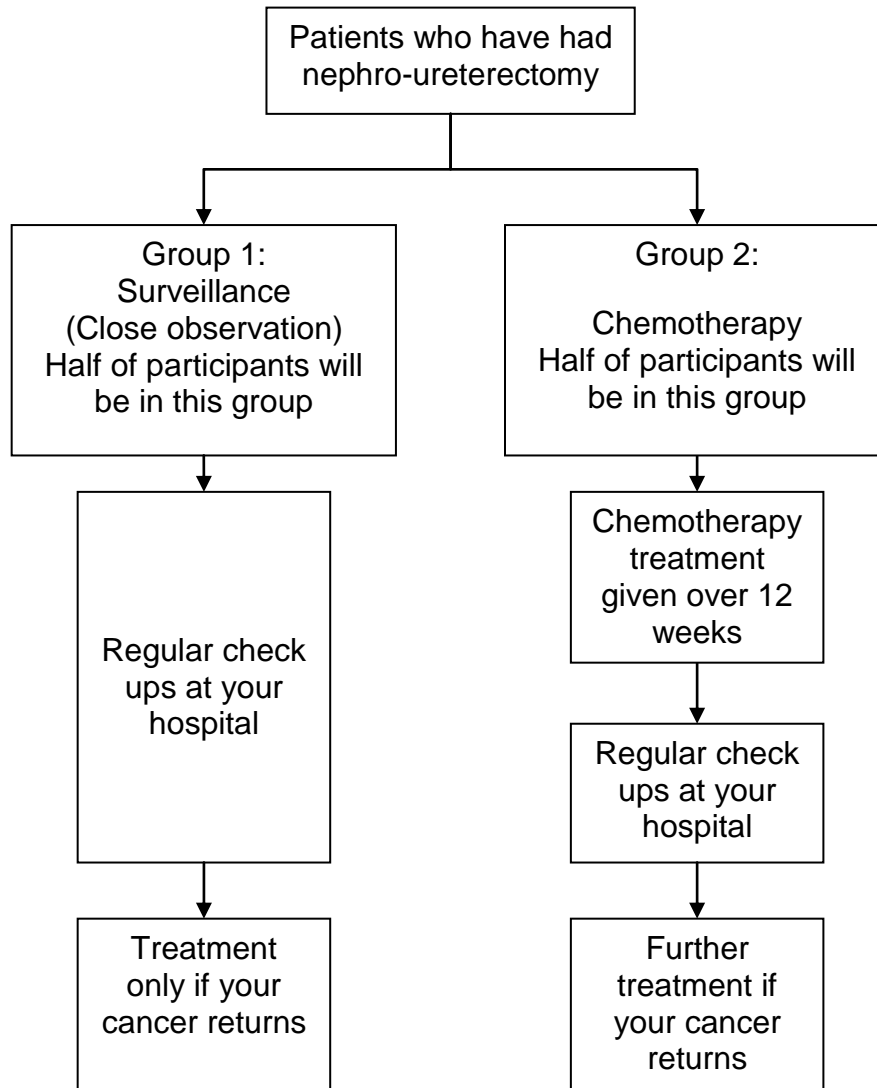 Patients who have had
nephro-ureterectomy
Group 1:
Surveillance
(Close observation)
Half of participants will
be in this group
Group 2:
Chemotherapy
Half of participants will
be in this group
Regular check
ups at your
hospital
Chemotherapy
treatment
given over 12
weeks
Regular check
ups at your
hospital
Treatment
only if your
cancer returns
Further
treatment if
your cancer
returns